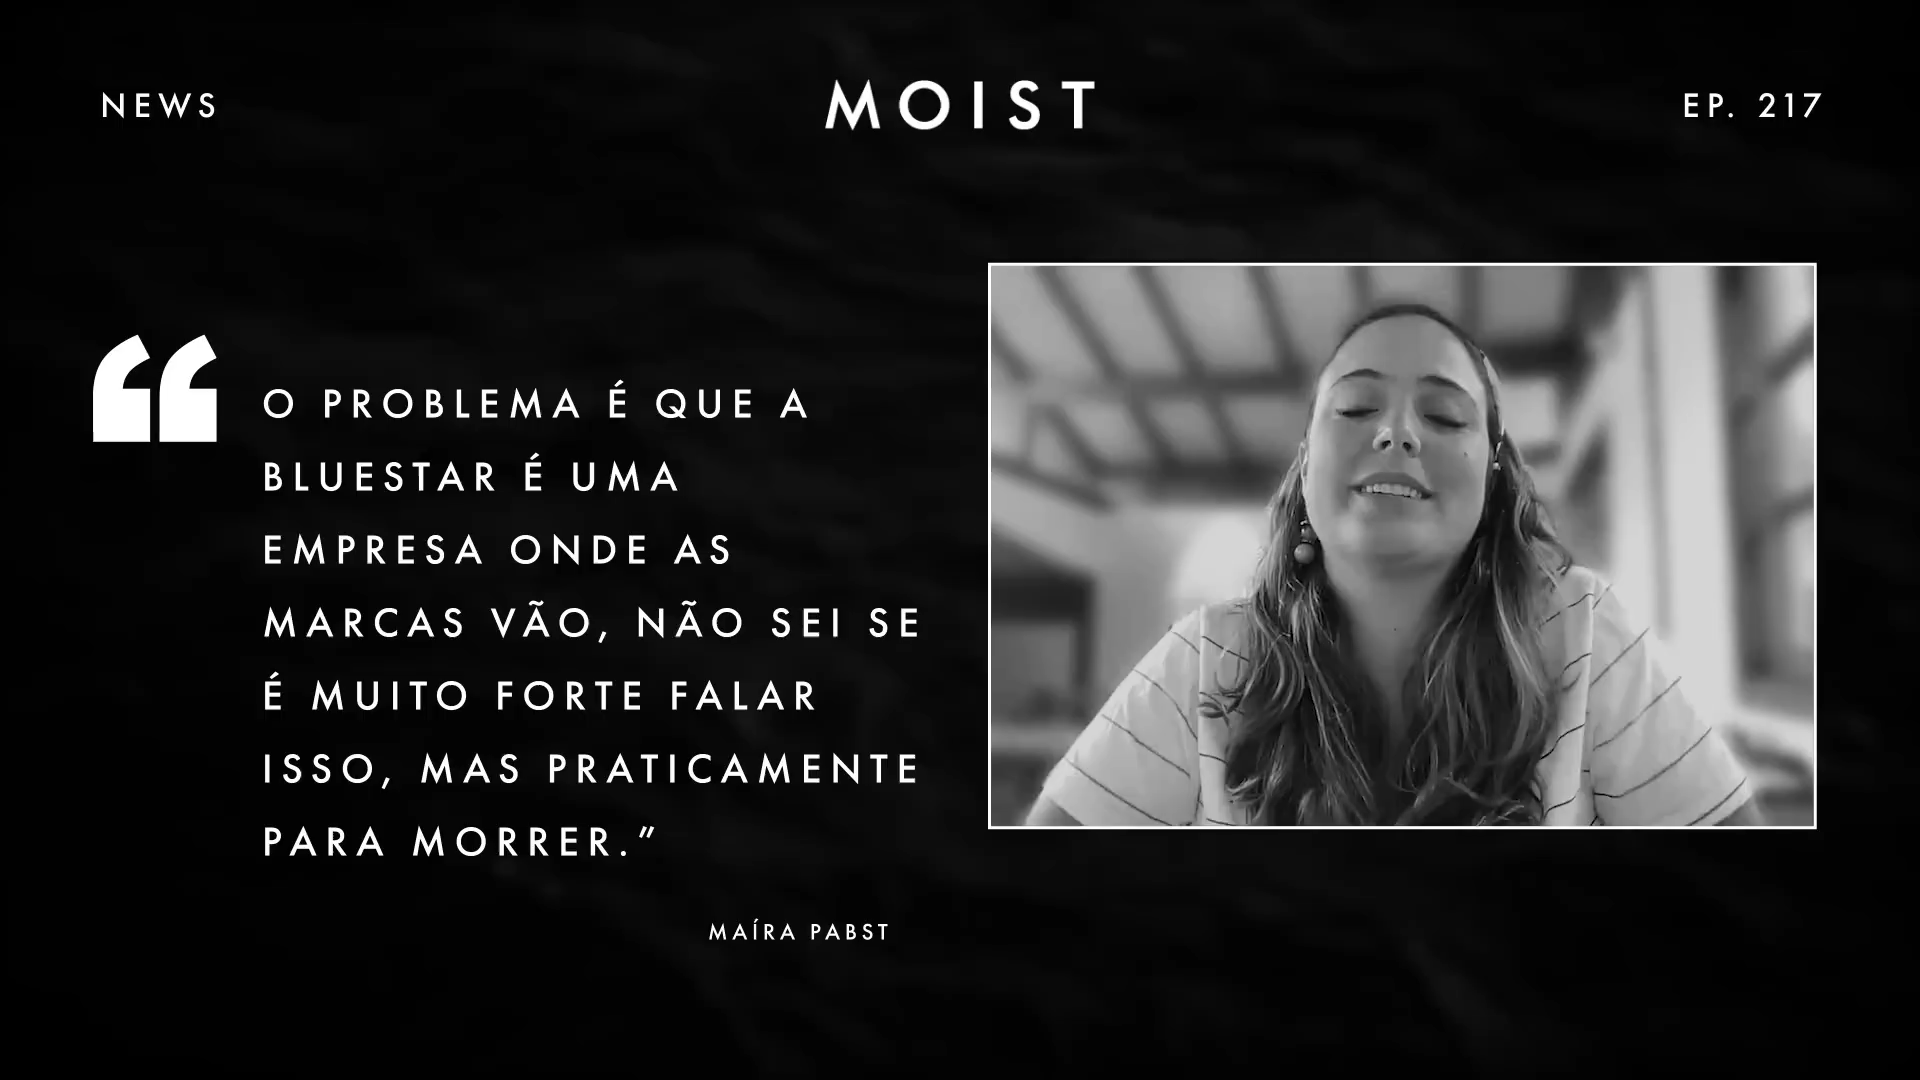 NEWS
MOIST
EP. 217
“O PROBLEMA É QUE A
BLUESTAR É UMA
EMPRESA ONDE AS
MARCAS VÃO, NÃO SEI SE
É MUITO FORTE FALAR
ISSO, MAS PRATICAMENTE
PARA MORRER.”
MAÍRA PABST